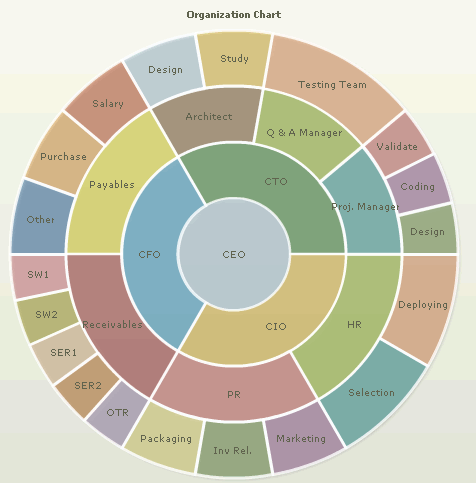 Organization Chart
Study
Design
Testing Team
Salary
Architect
Q & A Manager
Validate
Purchase
Payables
CTO
Coding
Proj. Manager
Other
Design
CFO
CEO
SW1
Deploying
SW2
Receivables
CIO
HR
SER1
SER2
PR
Selection
OTR
Packaging
Inv Rel.
Marketing